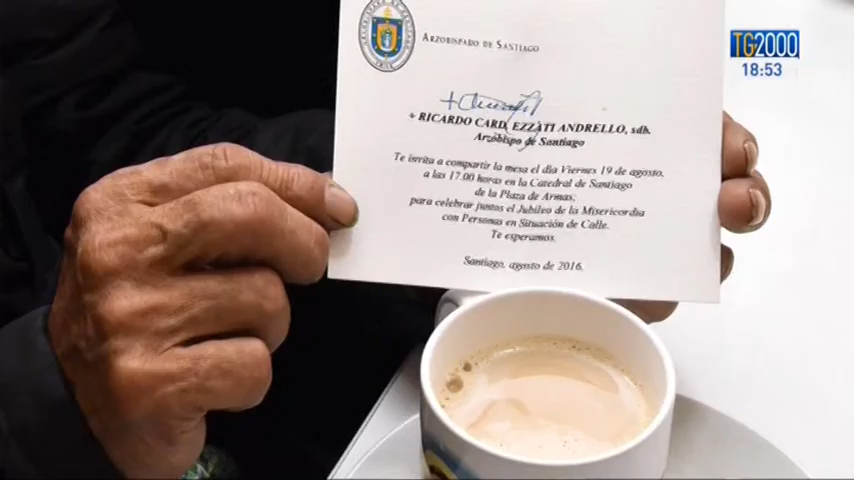 ARZOBISPADO DE SANTIAGO
TG2000
18:53
+ RICARDO CARD. EZZATI ANDRELLO, sdb.
Arzobispo de Santiago
Te invita a compartir la mesa el día Viernes 19 de agosto,
a las 17.00 horas en la Catedral de Santiago
de la Plaza de Armas;
para celebrar juntos el Jubileo de la Misericordia
con Personas en Situación de Calle.
Te esperamos.
Santiago, agosto de 2016.